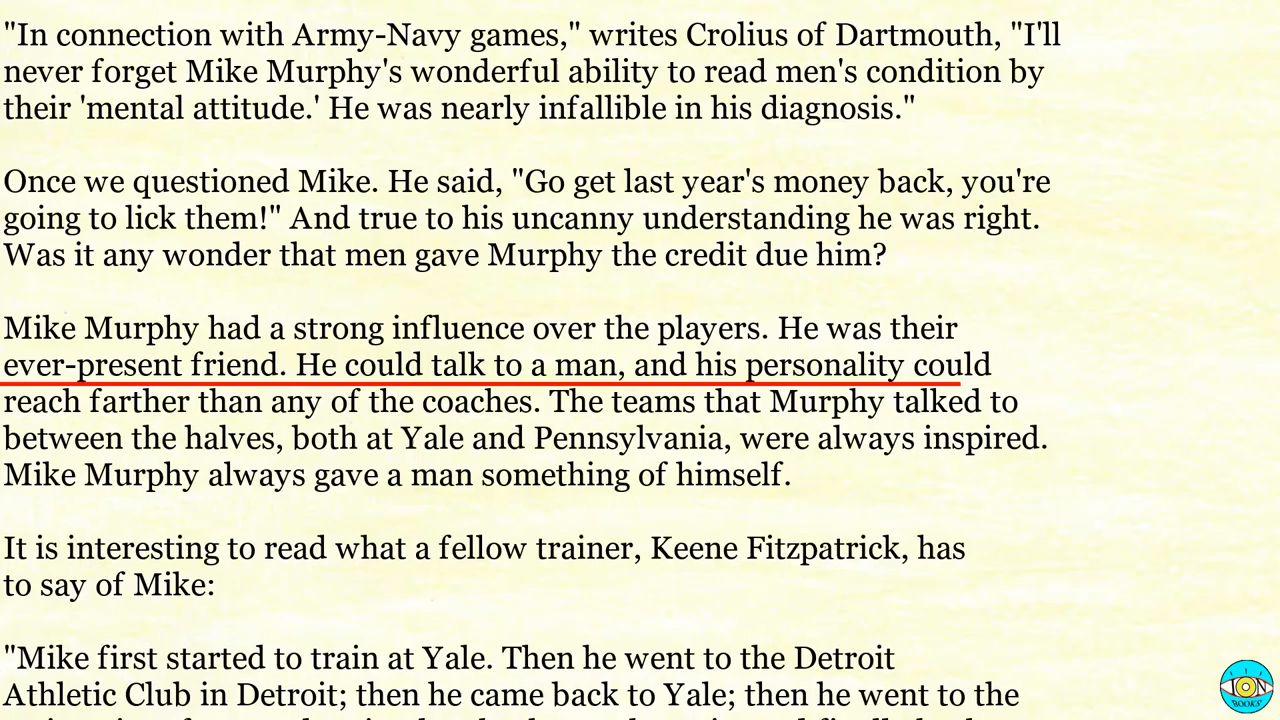 "In connection with Army-Navy games," writes Crolius of Dartmouth, "I'll
never forget Mike Murphy's wonderful ability to read men's condition by
their 'mental attitude.' He was nearly infallible in his diagnosis."
Once we questioned Mike. He said, "Go get last year's money back, you're
going to lick them!" And true to his uncanny understanding he was right.
Was it any wonder that men gave Murphy the credit due him?
Mike Murphy had a strong influence over the players. He was their
ever-present friend. He could talk to a man, and his personality could
reach farther than any of the coaches. The teams that Murphy talked to
between the halves, both at Yale and Pennsylvania, were always inspired.
Mike Murphy always gave a man something of himself.
It is interesting to read what a fellow trainer, Keene Fitzpatrick, has
to say of Mike:
"Mike first started to train at Yale. Then he went to the Detroit
Athletic Club in Detroit; then he came back to Yale; then he went to the
ION
BOOKS